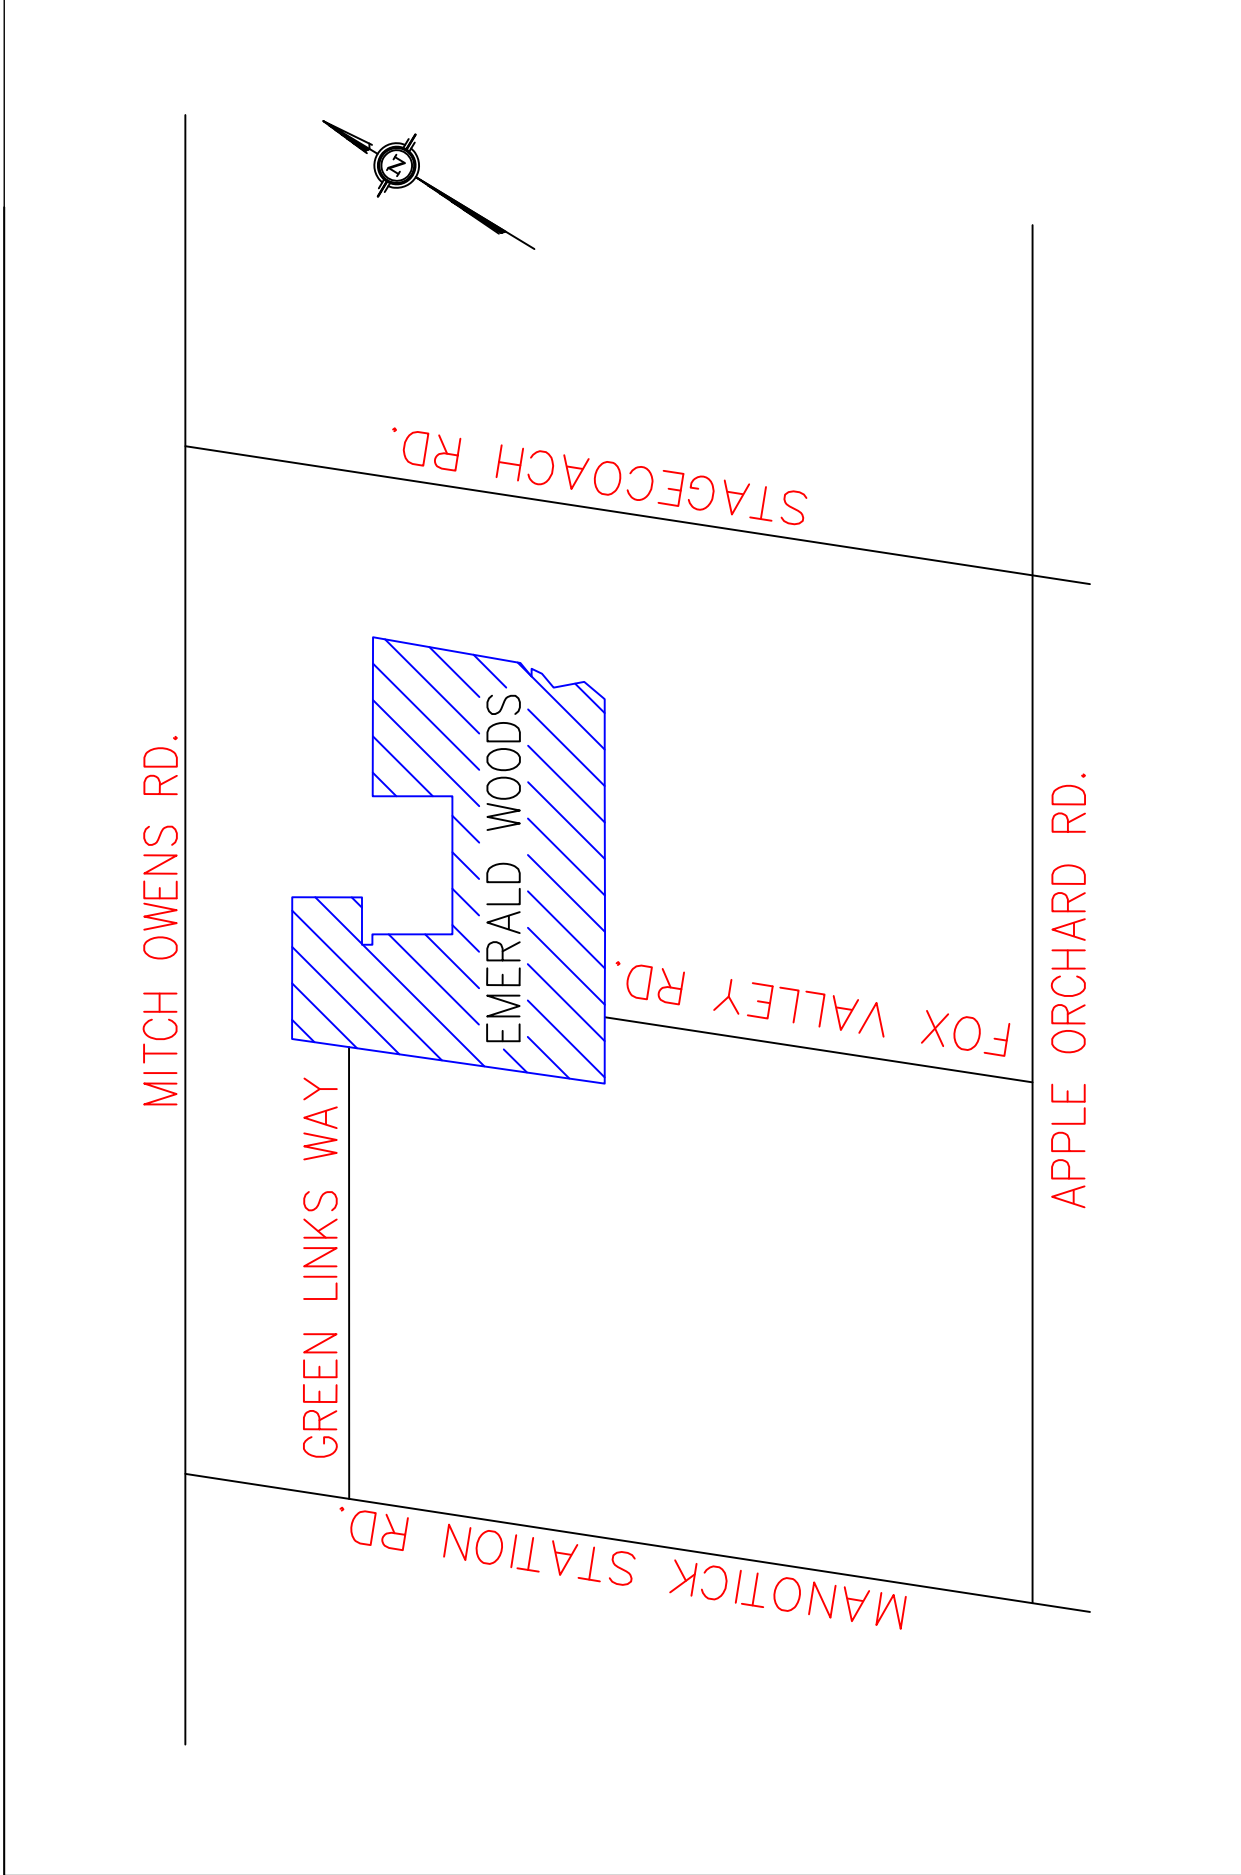 N
STAGECOACH RD.
MITCH OWENS RD.
EMERALD WOODS
FOX VALLEY RD.
APPLE ORCHARD RD.
GREEN LINKS WAY
MANOTICK STATION RD.